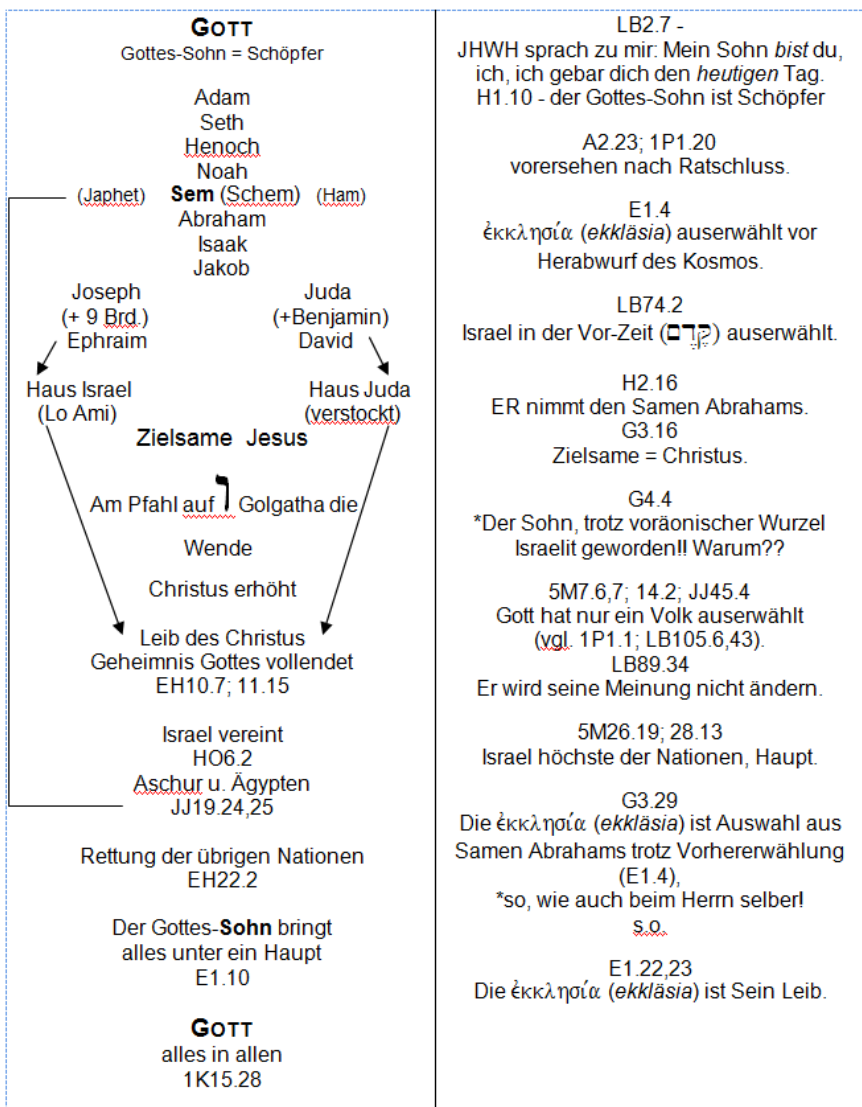 GOTT
Gottes-Sohn = Schöpfer
Adam
Seth
Henoch
Noah
(Japhet) Sem (Schem) (Ham)
Abraham
Isaak
Jakob
Joseph Juda
(+ 9 Brd.) (+Benjamin)
Ephraim David
Haus Israel Haus Juda
(Lo Ami) (verstockt)
Zielsame Jesus
Am Pfahl auf ו Golgatha die
Wende
Christus erhöht
Leib des Christus
Geheimnis Gottes vollendet
EH10.7; 11.15
Israel vereint
HO6.2
Aschur u. Ägypten
JJ19.24,25
Rettung der übrigen Nationen
EH22.2
Der Gottes-Sohn bringt
alles unter ein Haupt
E1.10
GOTT
alles in allen
1K15.28
LB2.7 -
JHWH sprach zu mir: Mein Sohn bist du,
ich, ich gebar dich den heutigen Tag.
H1.10 - der Gottes-Sohn ist Schöpfer
A2.23; 1P1.20
vorersehen nach Ratschluss.
E1.4
ἐκκλησία (ekkläsia) auserwählt vor
Herabwurf des Kosmos.
LB74.2
Israel in der Vor-Zeit (קֶדֶם) auserwählt.
H2.16
ER nimmt den Samen Abrahams.
G3.16
Zielsame = Christus.
G4.4
*Der Sohn, trotz voräonischer Wurzel
Israelit geworden!! Warum??
5M7.6,7; 14.2; JJ45.4
Gott hat nur ein Volk auserwählt
(vgl. 1P1.1; LB105.6,43).
LB89.34
Er wird seine Meinung nicht ändern.
5M26.19; 28.13
Israel höchste der Nationen, Haupt.
G3.29
Die ἐκκλησία (ekkläsia) ist Auswahl aus
Samen Abrahams trotz Vorhererwählung
(E1.4),
*so, wie auch beim Herrn selber!
s.o.
E1.22,23
Die ἐκκλησία (ekkläsia) ist Sein Leib.